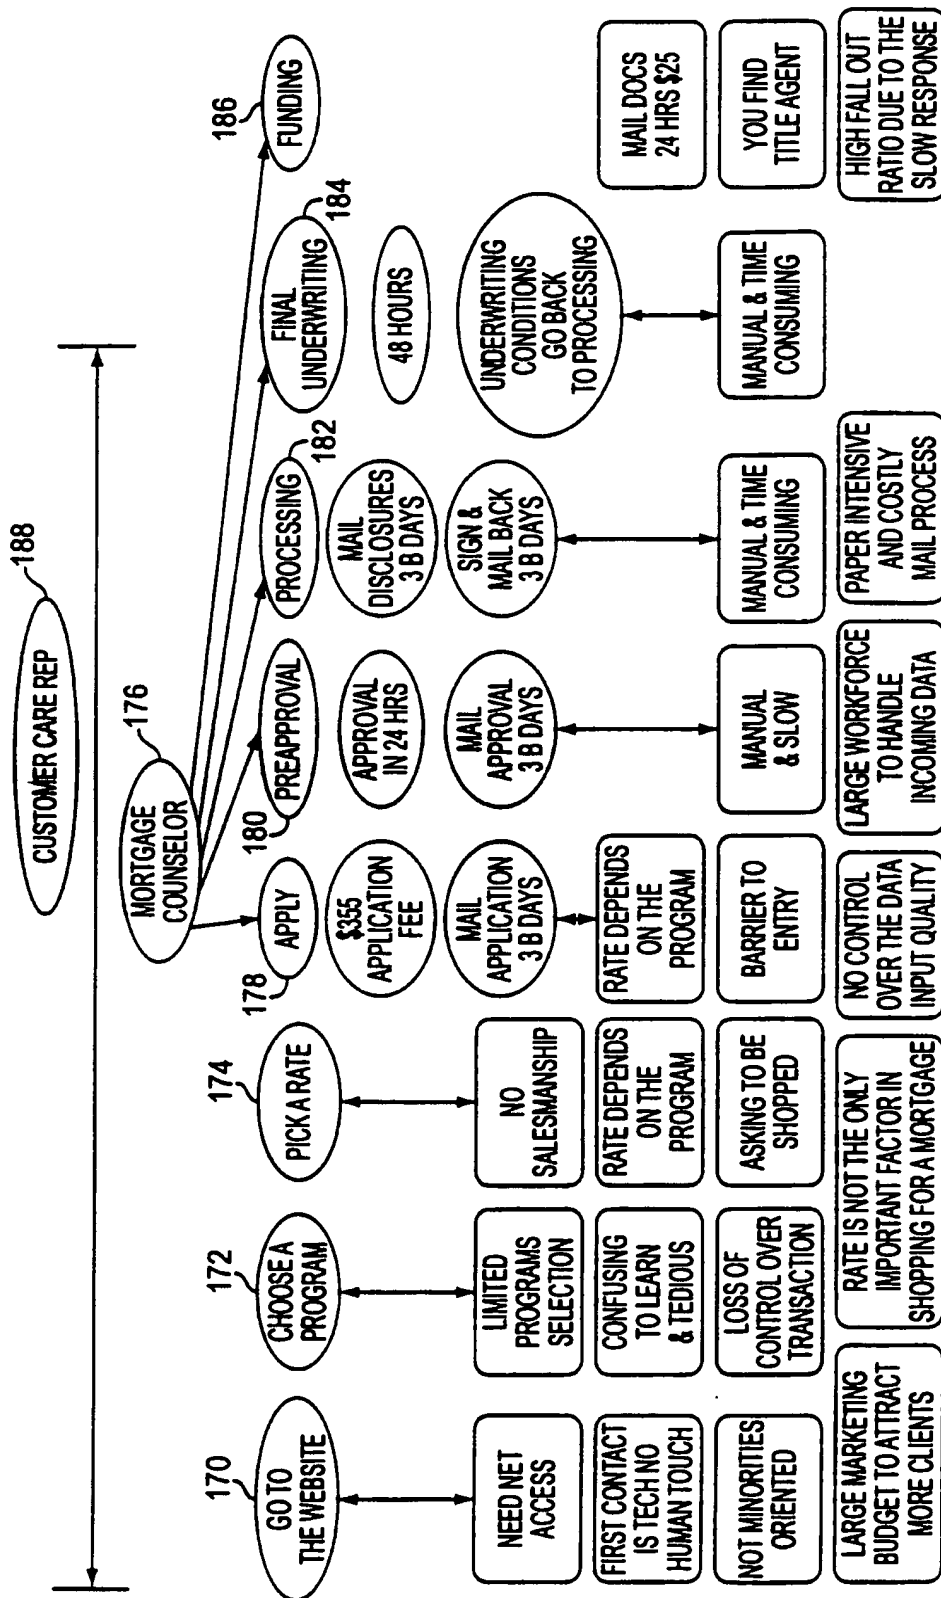 188
CUSTOMER CARE REP
176
MORTGAGE
COUNSELOR
170
GO TO
THE WEBSITE
172
CHOOSE A
PROGRAM
174
PICK A RATE
178
APPLY
180
PREAPPROVAL
182
PROCESSING
184
FINAL
UNDERWRITING
186
FUNDING
$355
APPLICATION
FEE
APPROVAL
IN 24 HRS
MAIL
DISCLOSURES
3 B DAYS
48 HOURS
NEED NET
ACCESS
LIMITED
PROGRAMS
SELECTION
NO
SALESMANSHIP
MAIL
APPLICATION
3 B DAYS
MAIL
APPROVAL
3 B DAYS
SIGN &
MAIL BACK
3 B DAYS
UNDERWRITING
CONDITIONS
GO BACK
TO PROCESSING
FIRST CONTACT
IS TECH NO
HUMAN TOUCH
CONFUSING
TO LEARN
& TEDIOUS
RATE DEPENDS
ON THE
PROGRAM
RATE DEPENDS
ON THE
PROGRAM
MAIL DOCS
24 HRS $25
NOT MINORITIES
ORIENTED
LOSS OF
CONTROL OVER
TRANSACTION
ASKING TO BE
SHOPPED
BARRIER TO
ENTRY
MANUAL
& SLOW
MANUAL & TIME
CONSUMING
MANUAL & TIME
CONSUMING
YOU FIND
TITLE AGENT
LARGE MARKETING
BUDGET TO ATTRACT
MORE CLIENTS
RATE IS NOT THE ONLY
IMPORTANT FACTOR IN
SHOPPING FOR A MORTGAGE
NO CONTROL
OVER THE DATA
INPUT QUALITY
LARGE WORKFORCE
TO HANDLE
INCOMING DATA
PAPER INTENSIVE
AND COSTLY
MAIL PROCESS
HIGH FALL OUT
RATIO DUE TO THE
SLOW RESPONSE